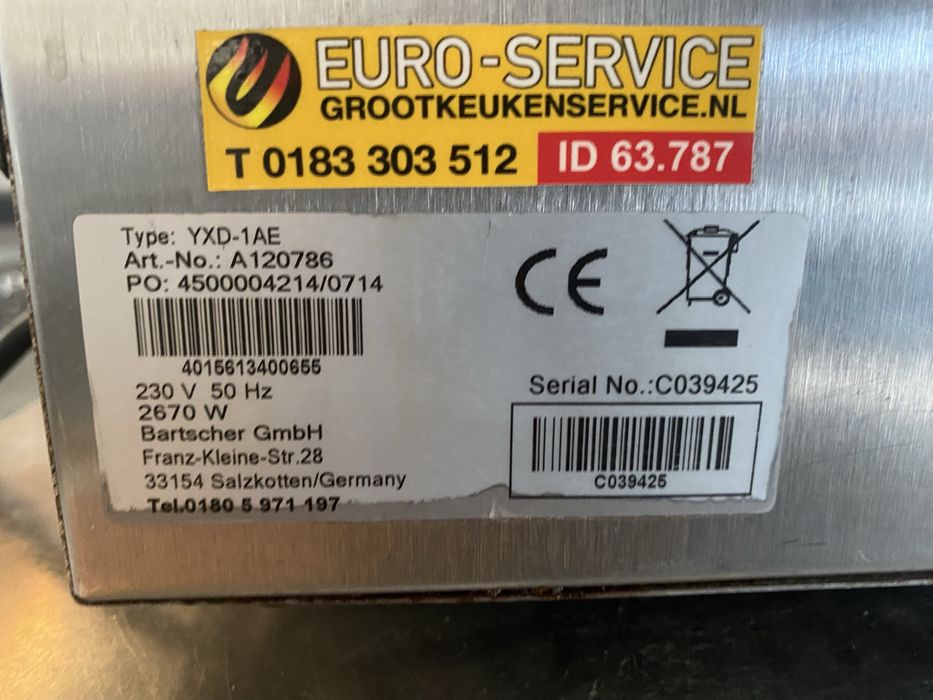 EURO-SERVICE
GROOTKEUKENSERVICE.NL
T 0183 303 512 ID 63.787
Type: YXD-1AE
Art.-No.: A120786
PO: 4500004214/0714
4015613400655
230 V 50 Hz
2670 W
Bartscher GmbH
Franz-Kleine-Str.28
33154 Salzkotten/Germany
Tel.0180 5 971 197
CE
Serial No.:C039425
C039425